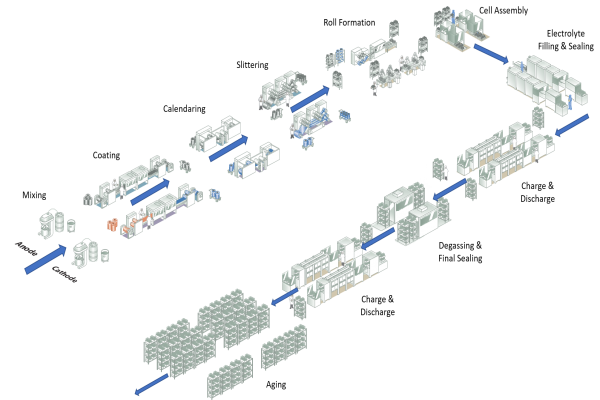 Mixing
Anode
Cathode
Coating
Calendaring
Slittering
Roll Formation
Cell Assembly
Electrolyte
Filling & Sealing
Charge &
Discharge
Degassing &
Final Sealing
Charge &
Discharge
Aging